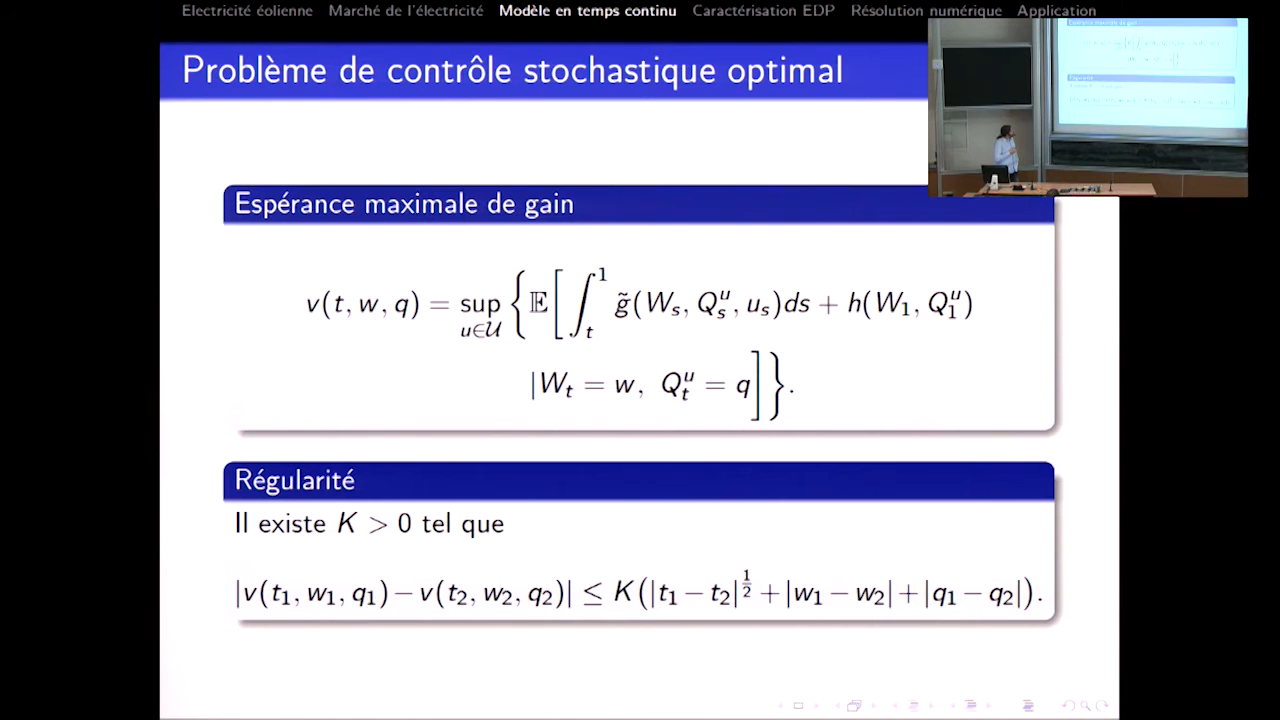 Electricité éolienne Marché de l'électricité Modèle en temps continu Caractérisation EDP Résolution numérique Application
Problème de contrôle stochastique optimal
Espérance maximale de gain
v(t, w, q) = sup_{u∈𝒰} { 𝔼[ ∫_t^1 g̃(W_s, Q_s^u, u_s)ds + h(W_1, Q_1^u)
|W_t = w, Q_t^u = q] }.
Régularité
Il existe K > 0 tel que
|v(t_1, w_1, q_1) − v(t_2, w_2, q_2)| ≤ K(|t_1 − t_2|^{1/2} + |w_1 − w_2| + |q_1 − q_2|).